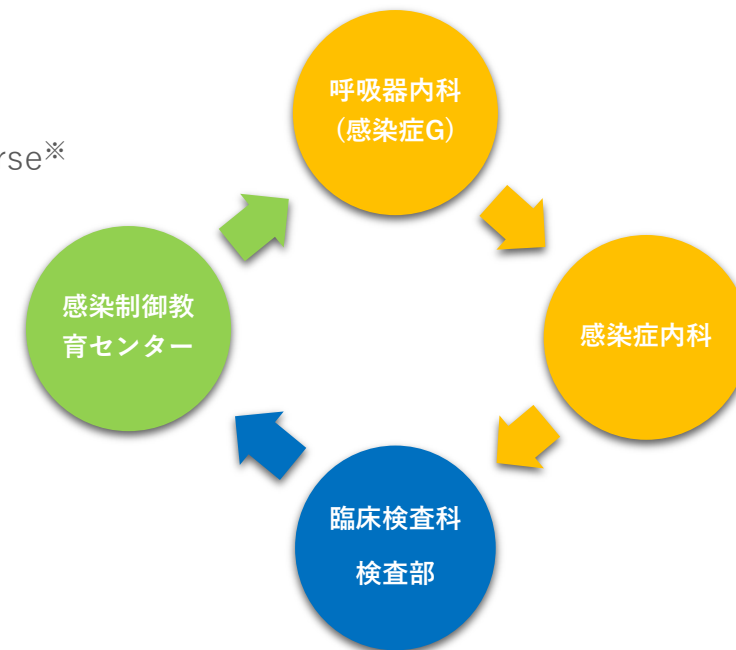 呼吸器内科
(感染症G)
rse※
感染制御教
育センター
感染症内科
臨床検査科
検査部